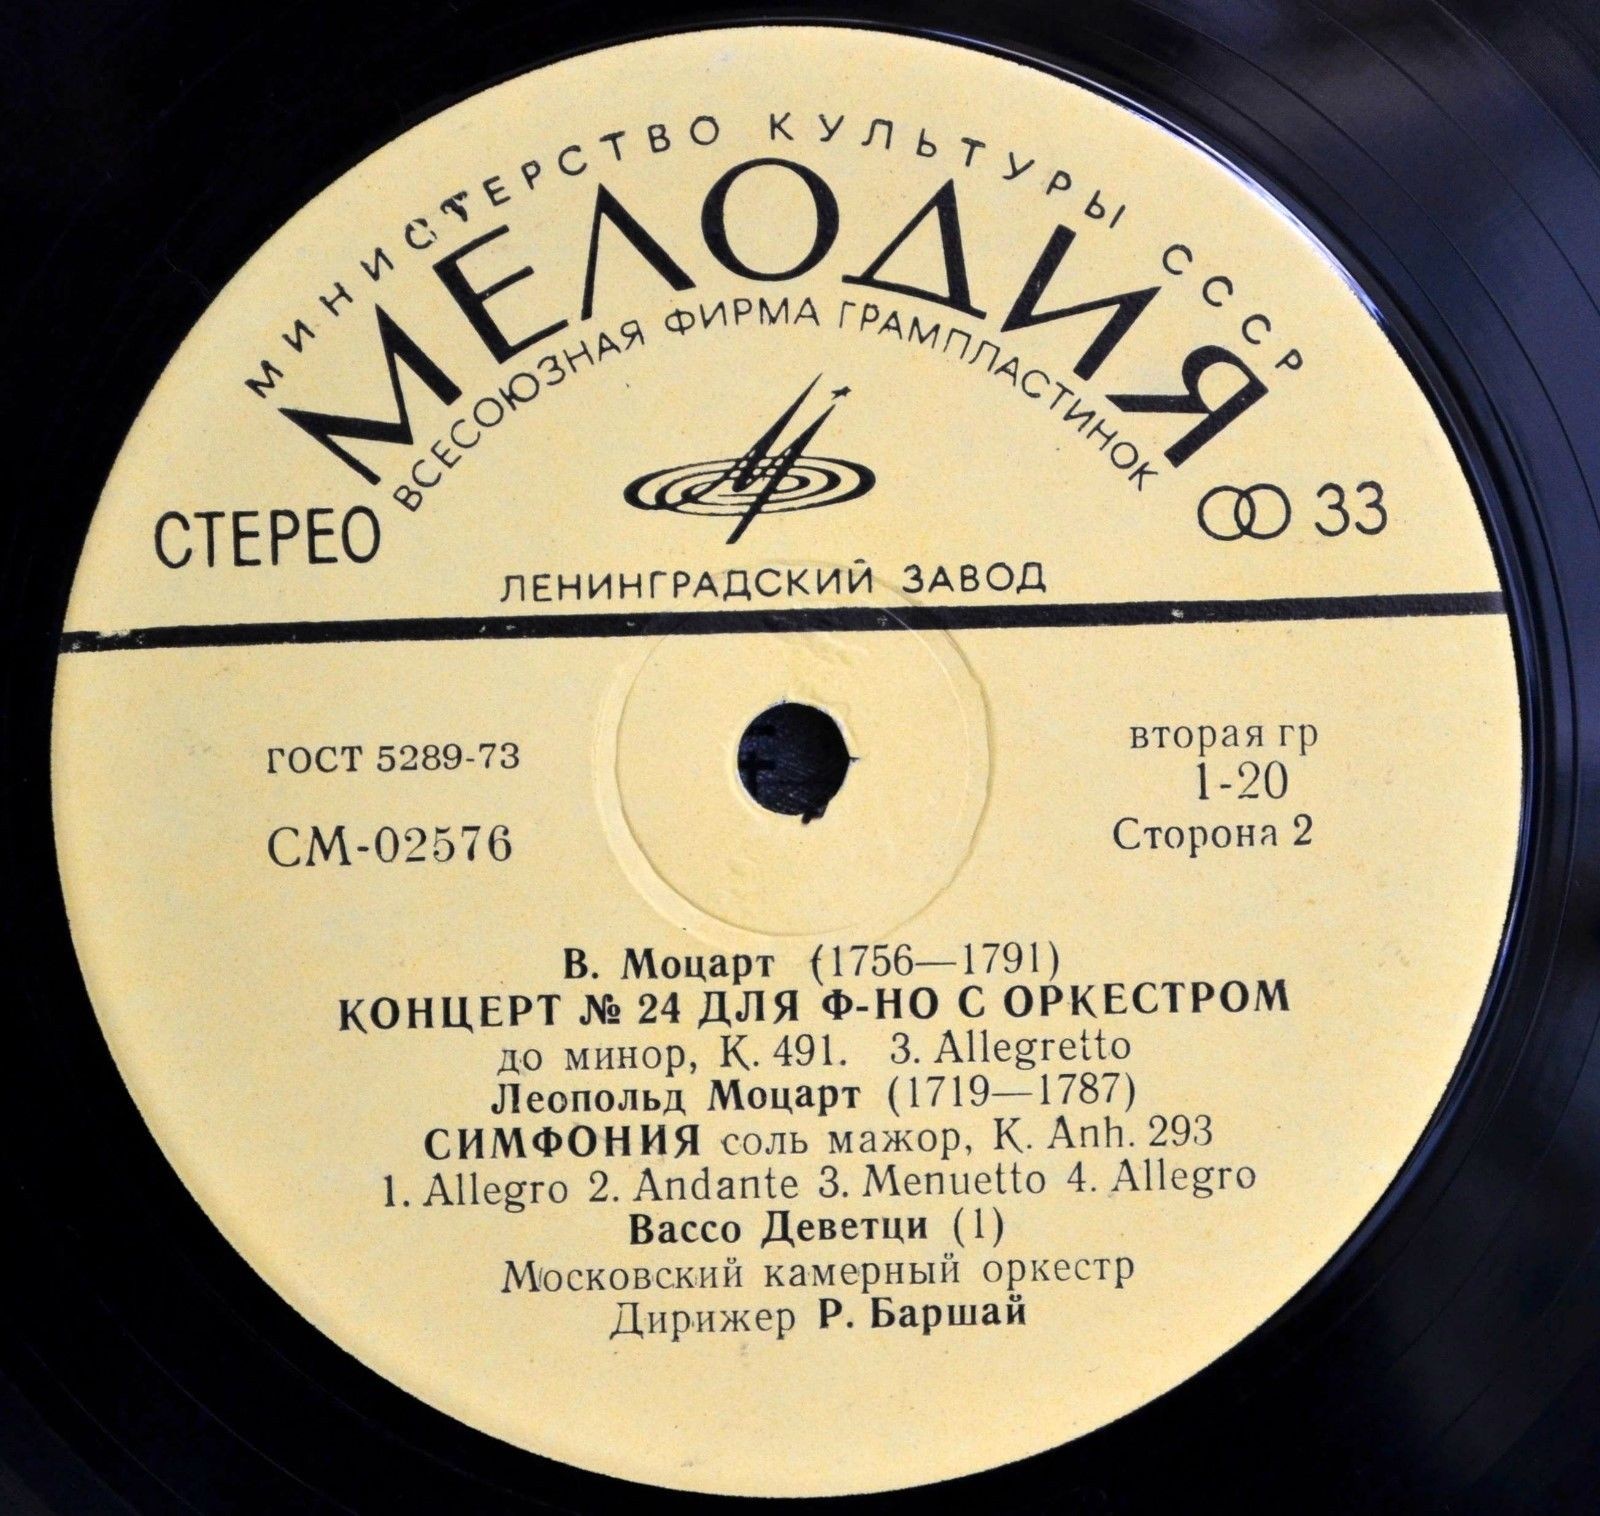 МИНИСТЕРСТВО КУЛЬТУРЫ СССР
МЕЛОДИЯ
ВСЕСОЮЗНАЯ ФИРМА ГРАМПЛАСТИНОК
СТЕРЕО
33
ЛЕНИНГРАДСКИЙ ЗАВОД
ГОСТ 5289-73
вторая гр
1-20
СМ-02576
Сторона 2
В. Моцарт (1756—1791)
КОНЦЕРТ № 24 ДЛЯ Ф-НО С ОРКЕСТРОМ
до минор, К. 491. 3. Allegretto
Леопольд Моцарт (1719—1787)
СИМФОНИЯ соль мажор, К. Anh. 293
1. Allegro 2. Andante 3. Menuetto 4. Allegro
Вассо Деветци (1)
Московский камерный оркестр
Дирижер Р. Баршай